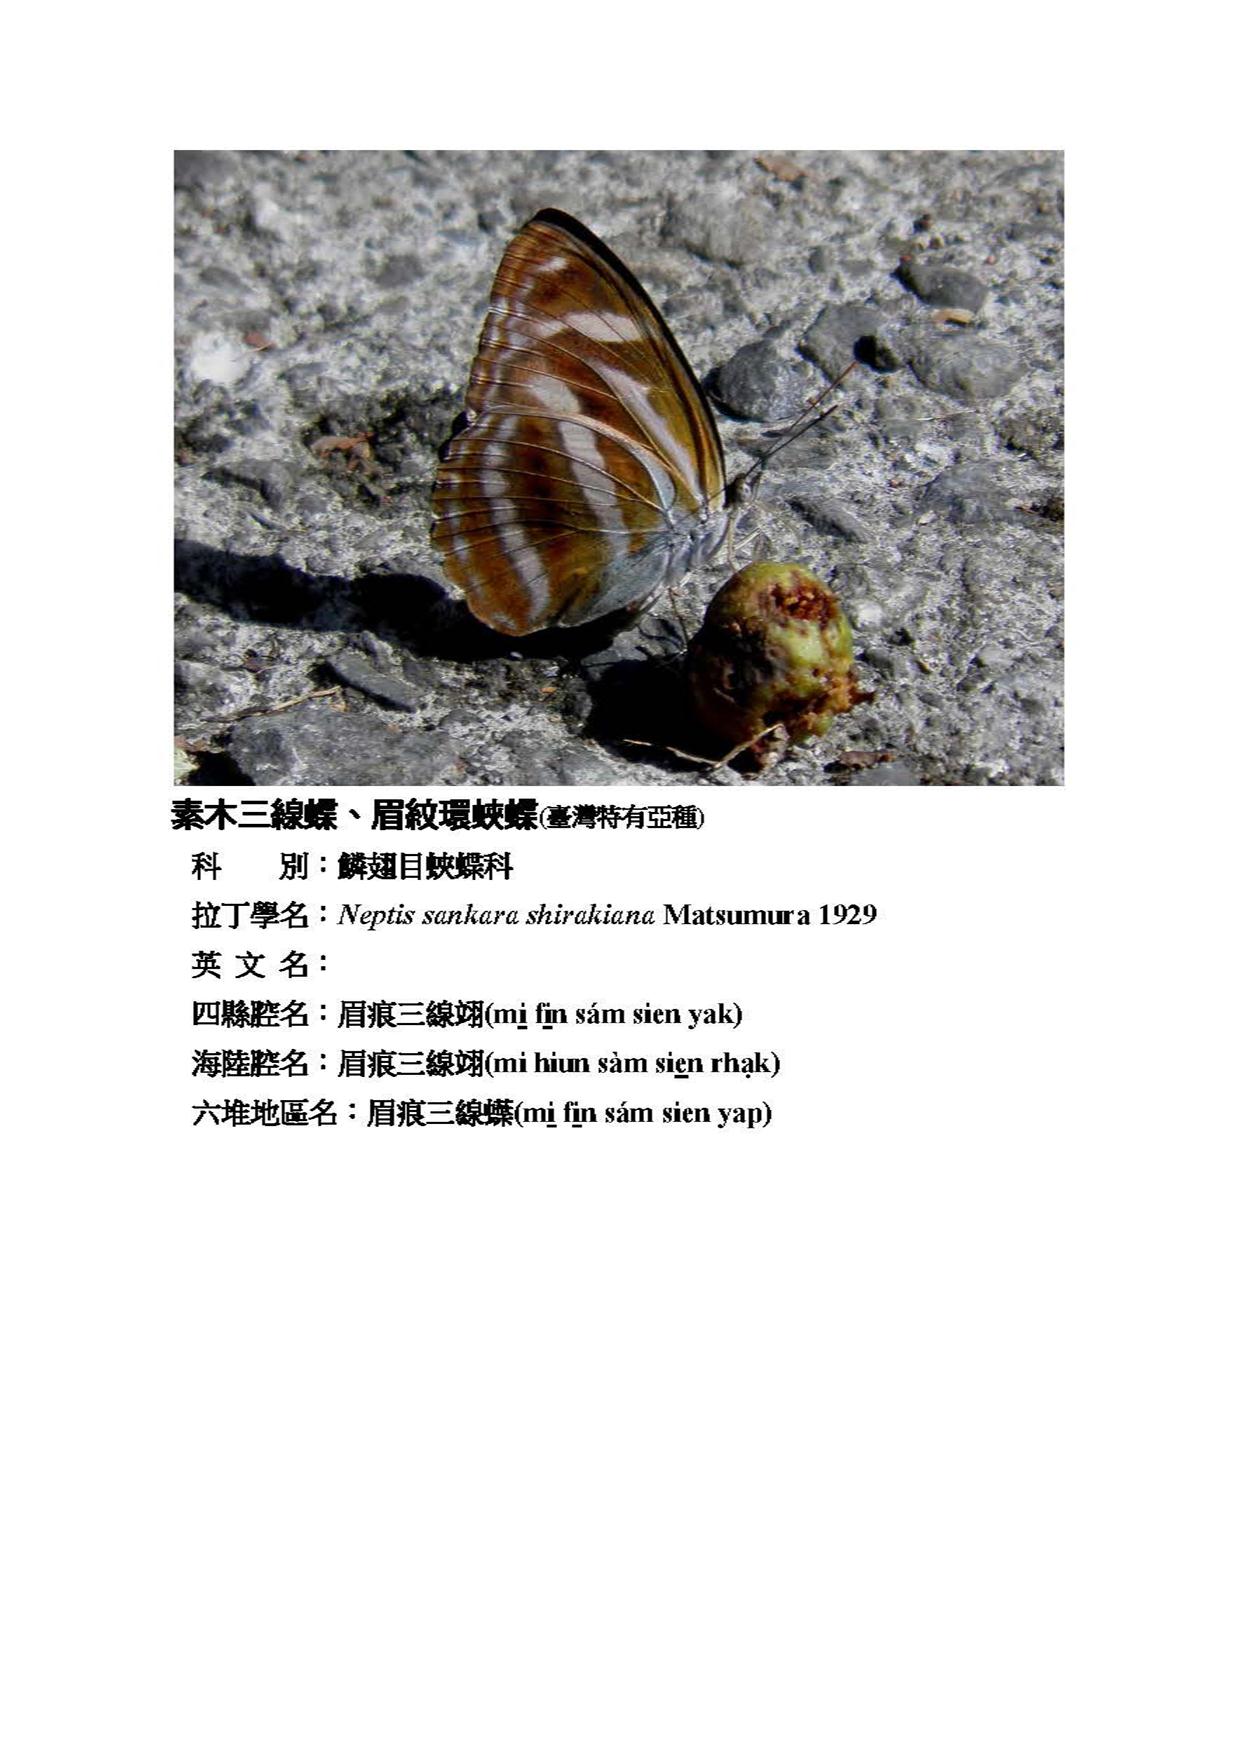 素木三線蝶、眉紋環蛺蝶(臺灣特有亞種)
科　　別：鱗翅目蛺蝶科
拉丁學名：Neptis sankara shirakiana Matsumura 1929
英 文 名：
四縣腔名：眉痕三線翊(mi̲ fi̲n sám sien yak)
海陸腔名：眉痕三線翊(mi hiun sàm sie̲n rhạk)
六堆地區名：眉痕三線蠂(mi̲ fi̲n sám sien yap)